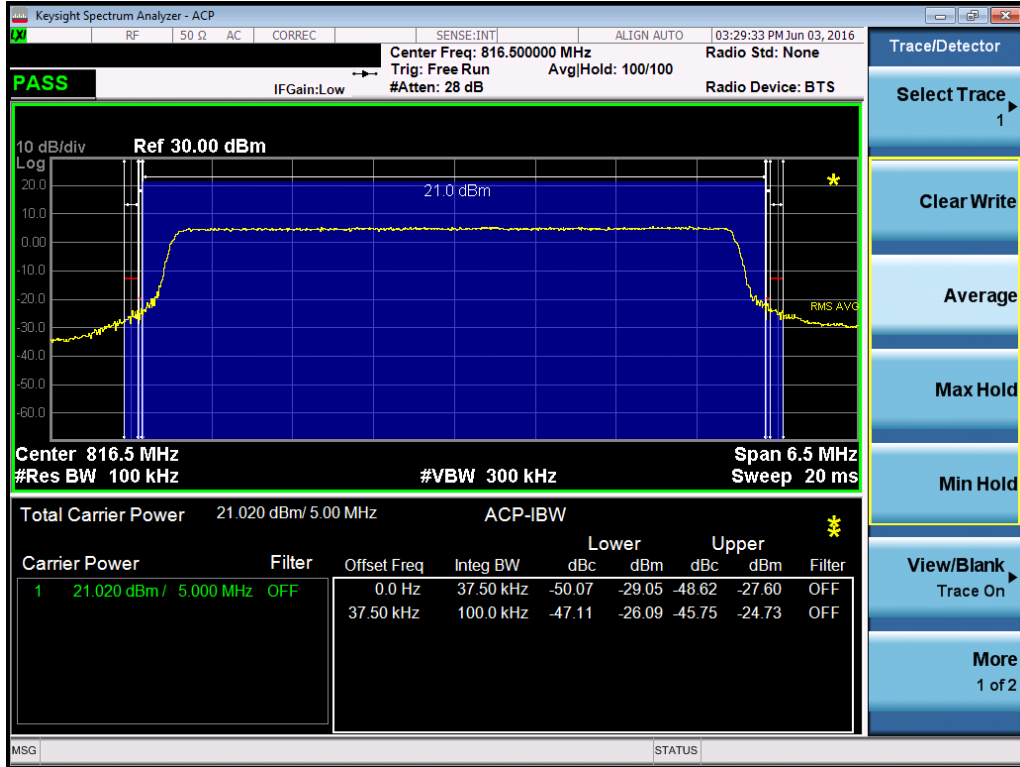 Keysight Spectrum Analyzer - ACP
LXI RF 50 Ω AC CORREC SENSE:INT ALIGN AUTO 03:29:33 PM Jun 03, 2016
Center Freq: 816.500000 MHz Radio Std: None
Trig: Free Run Avg|Hold: 100/100
PASS IFGain:Low #Atten: 28 dB Radio Device: BTS
10 dB/div Ref 30.00 dBm
Log
20.0
10.0
0.00
-10.0
-20.0
-30.0
-40.0
-50.0
-60.0
21.0 dBm
RMS AVG
Center 816.5 MHz Span 6.5 MHz
#Res BW 100 kHz #VBW 300 kHz Sweep 20 ms
Total Carrier Power 21.020 dBm/ 5.00 MHz ACP-IBW
Lower Upper
Carrier Power Filter Offset Freq Integ BW dBc dBm dBc dBm Filter
1 21.020 dBm / 5.000 MHz OFF 0.0 Hz 37.50 kHz -50.07 -29.05 -48.62 -27.60 OFF
37.50 kHz 100.0 kHz -47.11 -26.09 -45.75 -24.73 OFF
MSG STATUS
Trace/Detector
Select Trace
1
Clear Write
Average
Max Hold
Min Hold
View/Blank
Trace On
More
1 of 2